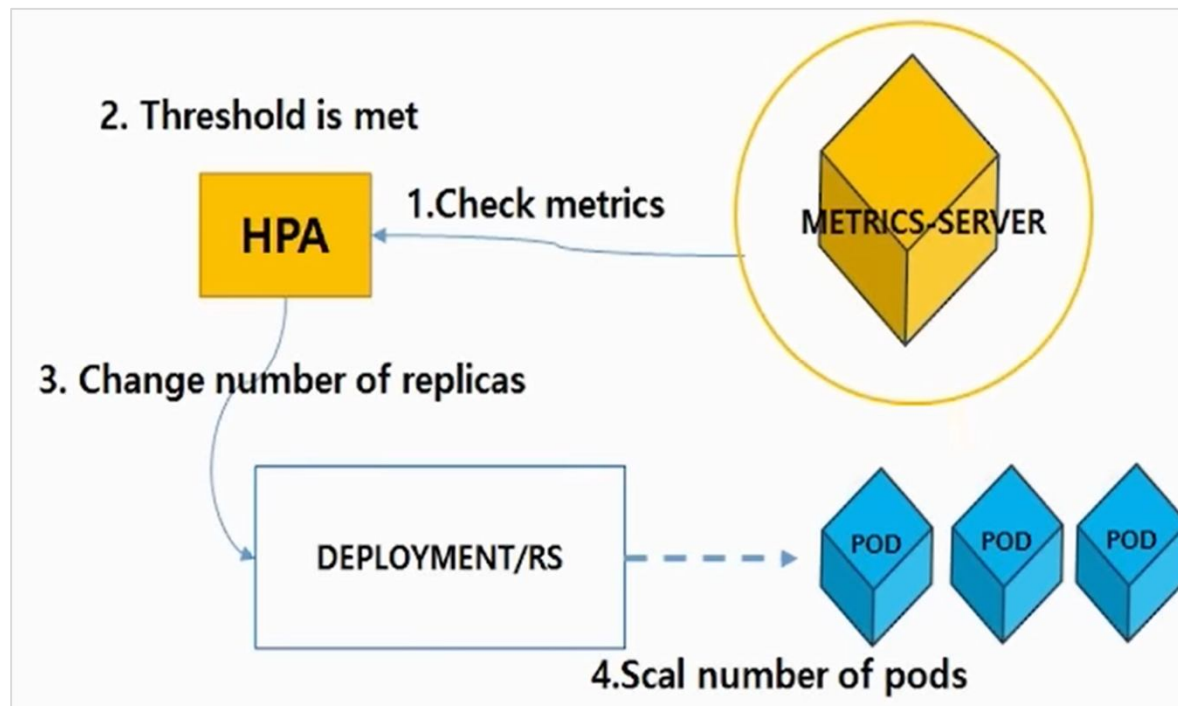 2. Threshold is met
HPA
1.Check metrics
METRICS-SERVER
3. Change number of replicas
DEPLOYMENT/RS
POD
POD
POD
4.Scal number of pods